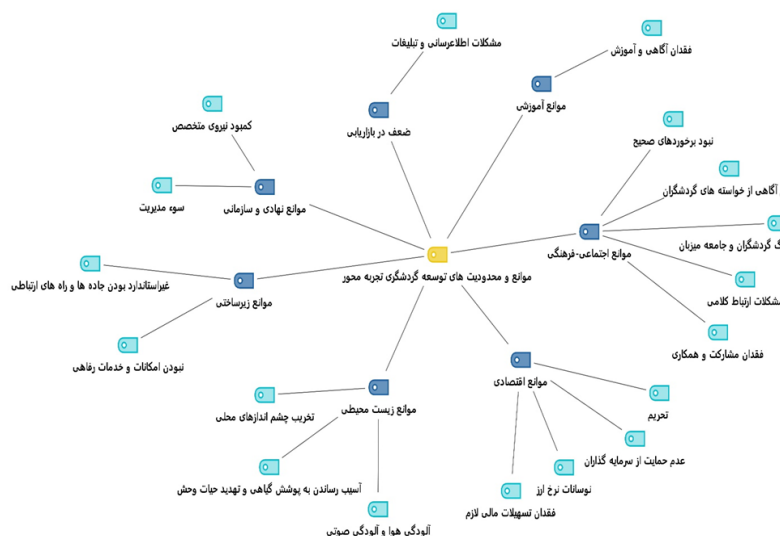 مشکلات اطلاعرسانی و تبلیغات
فقدان آگاهی و آموزش
موانع آموزشی
ضعف در بازاریابی
کمبود نیروی متخصص
نبود برخوردهای صحیح
آگاهی از خواسته های گردشگران
سوء مدیریت
موانع نهادی و سازمانی
گردشگران و جامعه میزبان
موانع اجتماعی-فرهنگی
موانع و محدودیت های توسعه گردشگری تجربه محور
غیراستاندارد بودن جاده ها و راه های ارتباطی
موانع زیرساختی
مشکلات ارتباط کلامی
فقدان مشارکت و همکاری
نبودن امکانات و خدمات رفاهی
موانع اقتصادی
موانع زیست محیطی
تخریب چشم اندازهای محلی
تحریم
عدم حمایت از سرمایه گذاران
نوسانات نرخ ارز
آسیب رساندن به پوشش گیاهی و تهدید حیات وحش
فقدان تسهیلات مالی لازم
آلودگی هوا و آلودگی صوتی